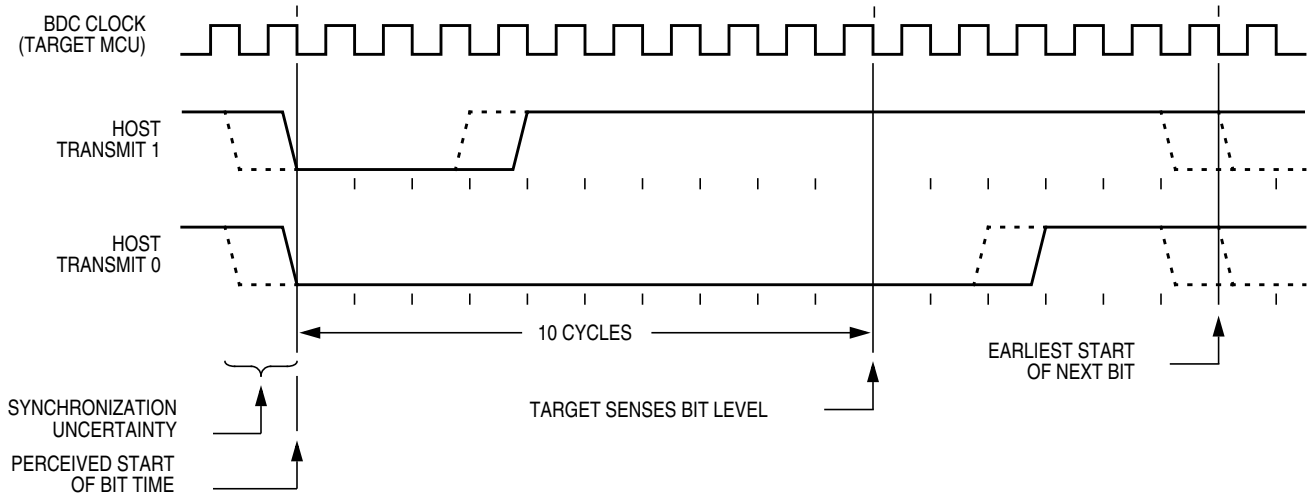 BDC CLOCK
(TARGET MCU)
HOST
TRANSMIT 1
HOST
TRANSMIT 0
10 CYCLES
EARLIEST START
OF NEXT BIT
TARGET SENSES BIT LEVEL
SYNCHRONIZATION
UNCERTAINTY
PERCEIVED START
OF BIT TIME